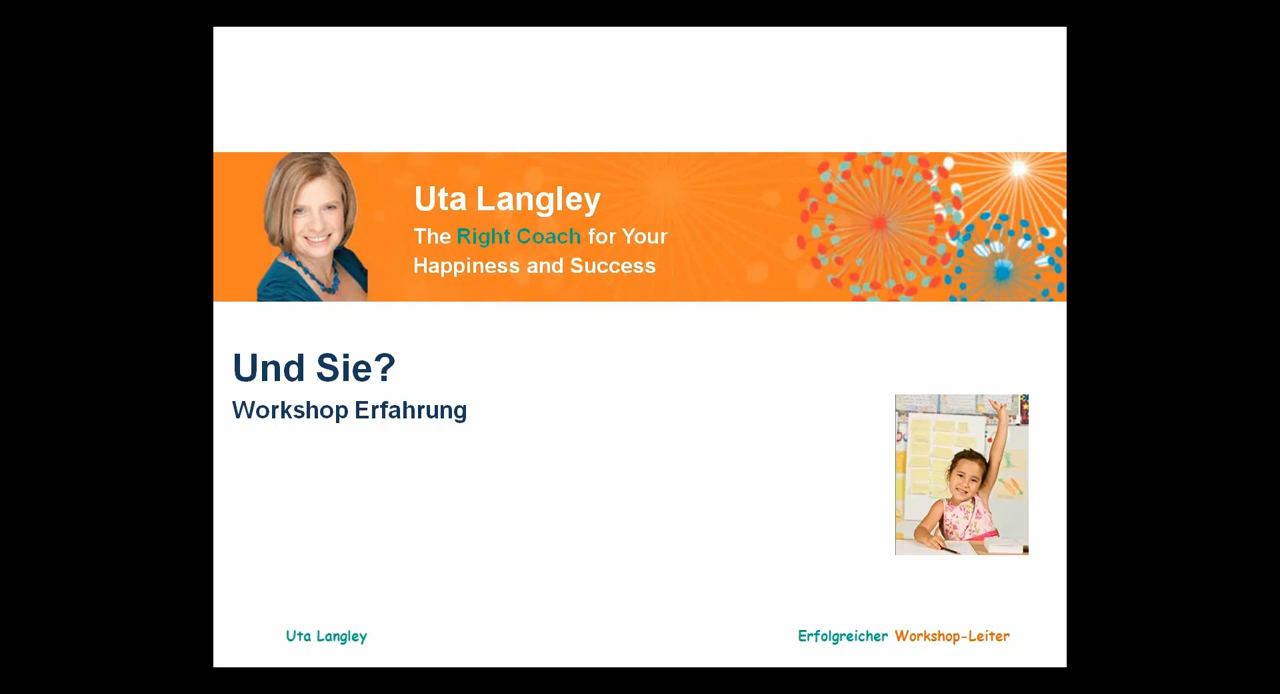 Uta Langley
The Right Coach for Your
Happiness and Success
Und Sie?
Workshop Erfahrung
Uta Langley
Erfolgreicher Workshop-Leiter